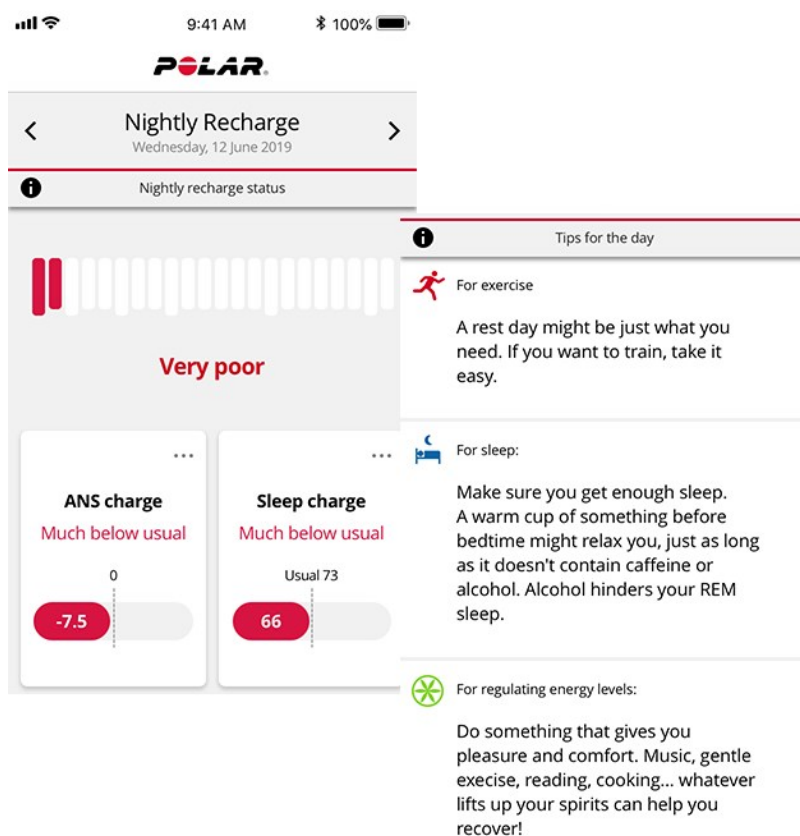 9:41 AM
100%
POLAR
Nightly Recharge
Wednesday, 12 June 2019
Nightly recharge status
Very poor
ANS charge
Much below usual
0
-7.5
Sleep charge
Much below usual
Usual 73
66
Tips for the day
For exercise
A rest day might be just what you
need. If you want to train, take it
easy.
For sleep:
Make sure you get enough sleep.
A warm cup of something before
bedtime might relax you, just as long
as it doesn't contain caffeine or
alcohol. Alcohol hinders your REM
sleep.
For regulating energy levels:
Do something that gives you
pleasure and comfort. Music, gentle
execise, reading, cooking... whatever
lifts up your spirits can help you
recover!